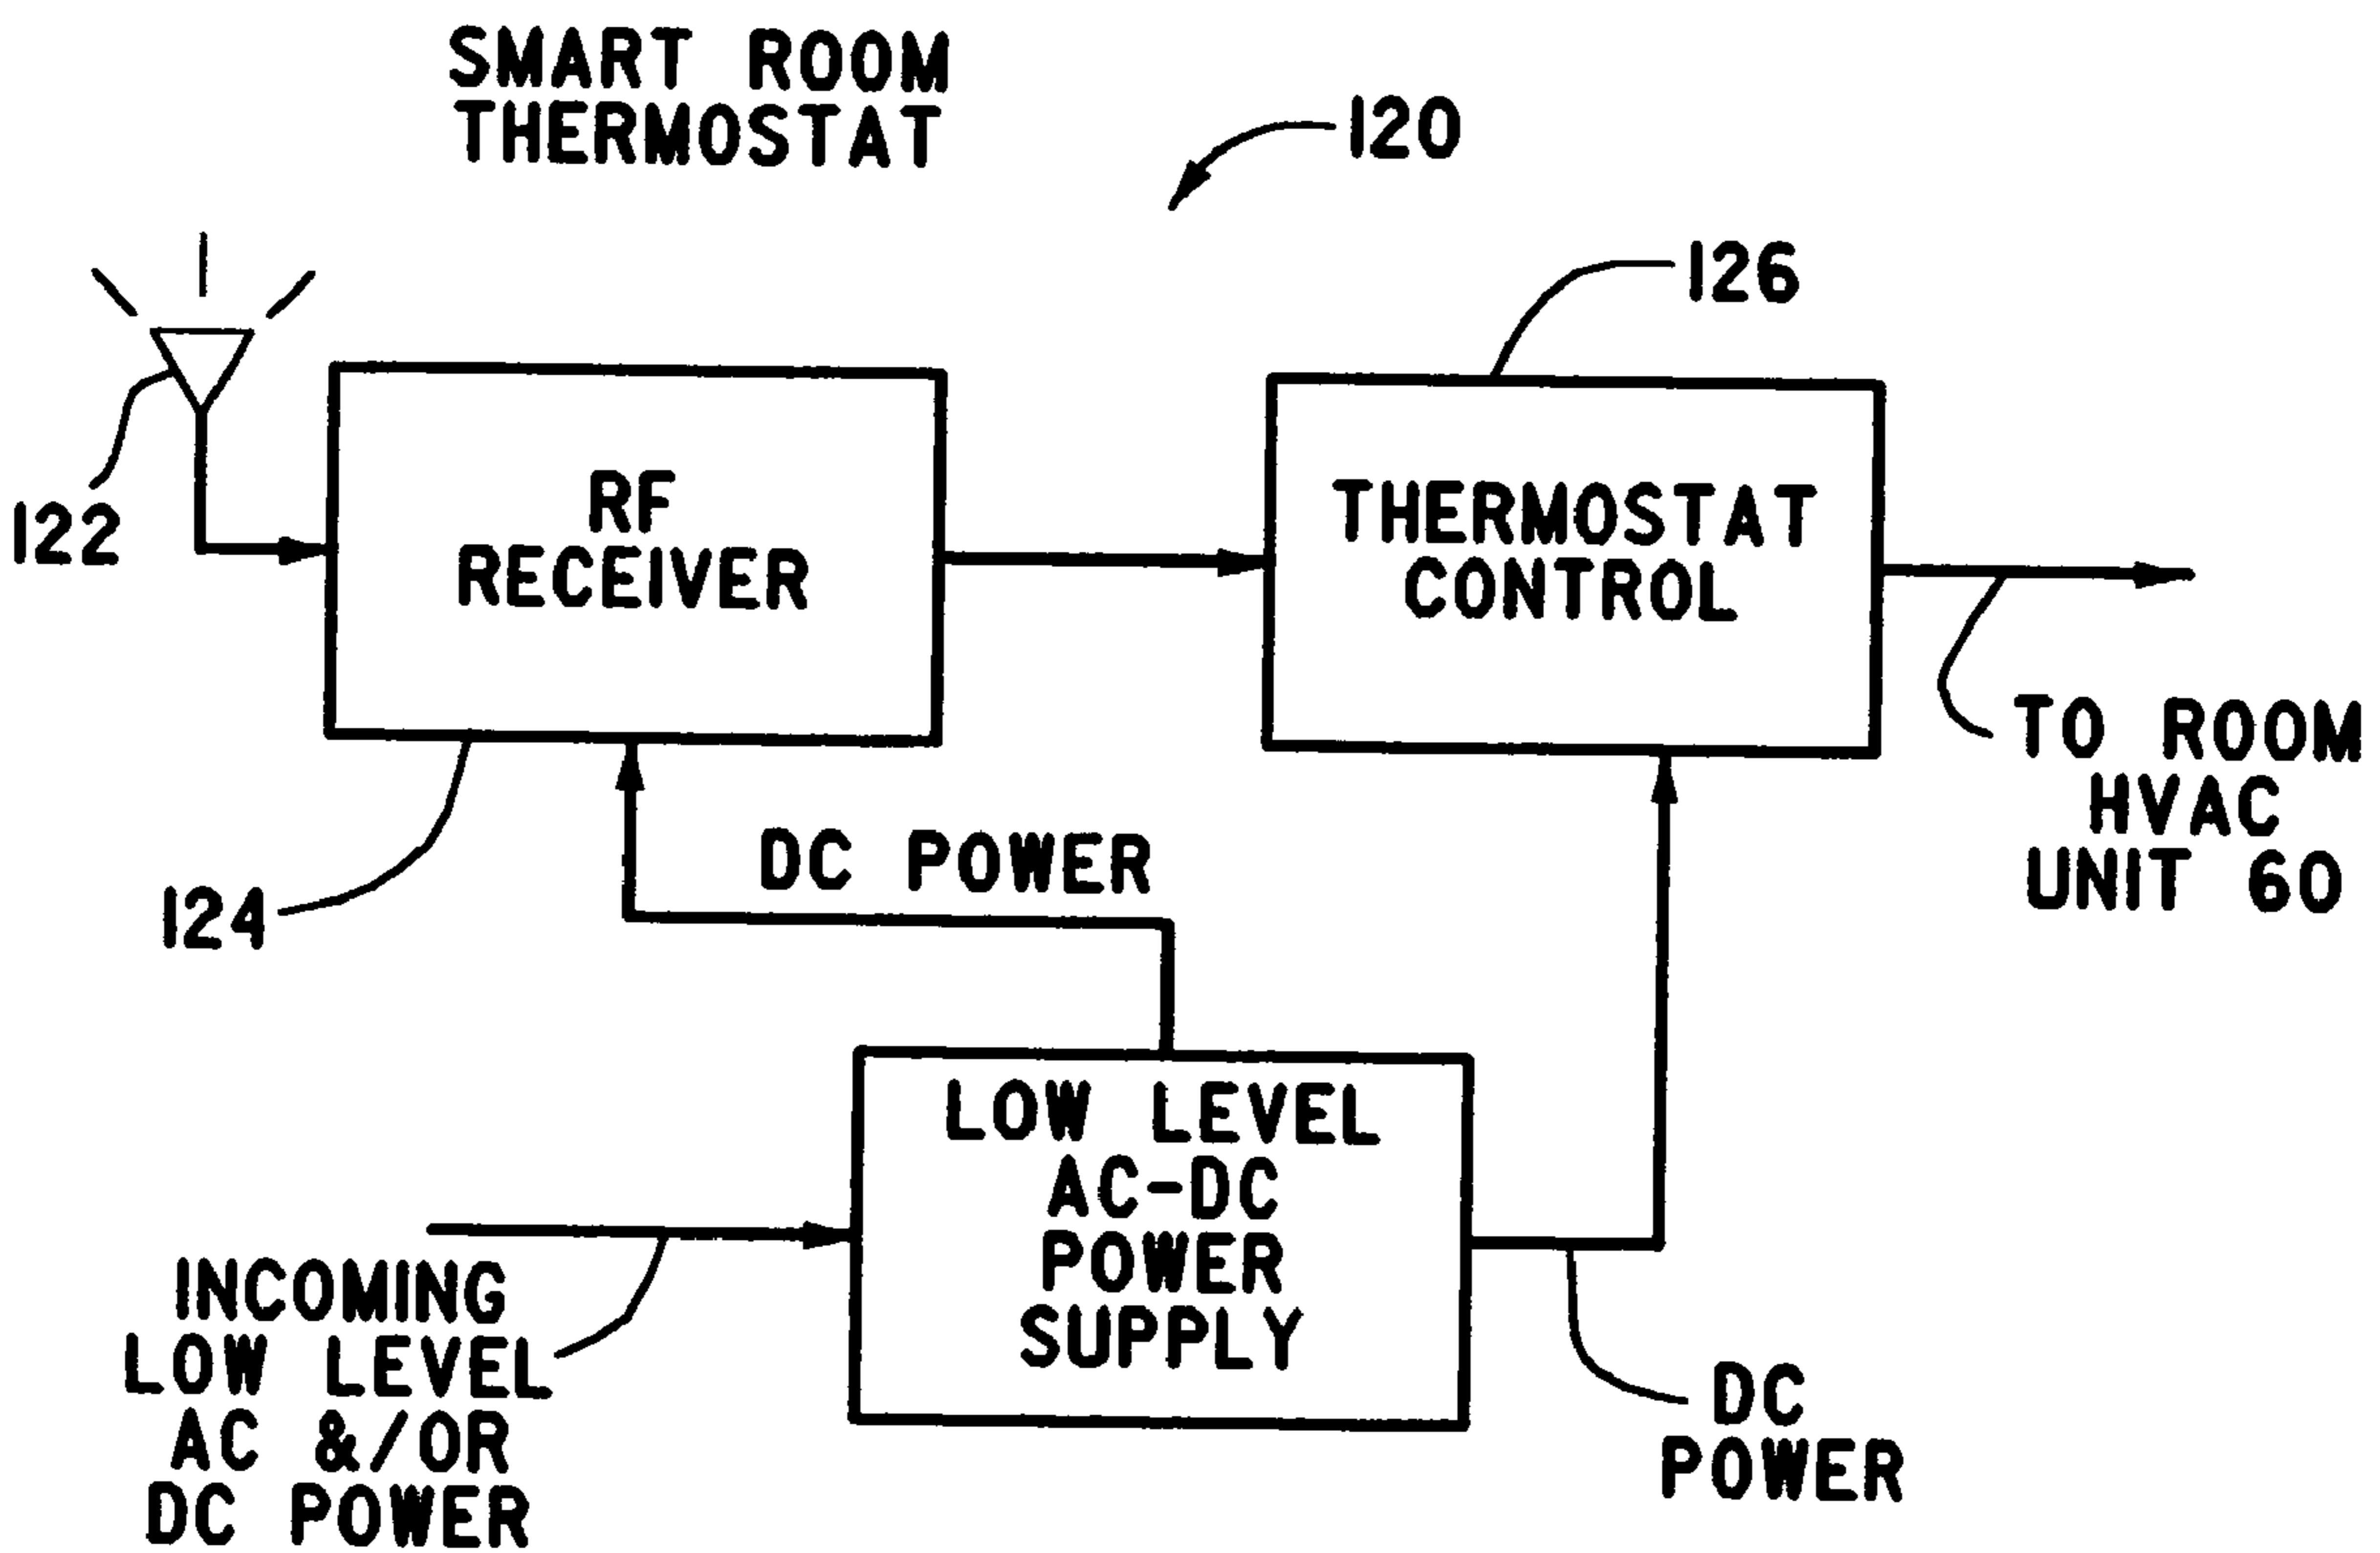 SMART ROOM
THERMOSTAT
120
126
122
RF
RECEIVER
THERMOSTAT
CONTROL
TO ROOM
HVAC
UNIT 60
124
DC POWER
LOW LEVEL
AC-DC
POWER
SUPPLY
INCOMING
LOW LEVEL
AC &/OR
DC POWER
DC
POWER